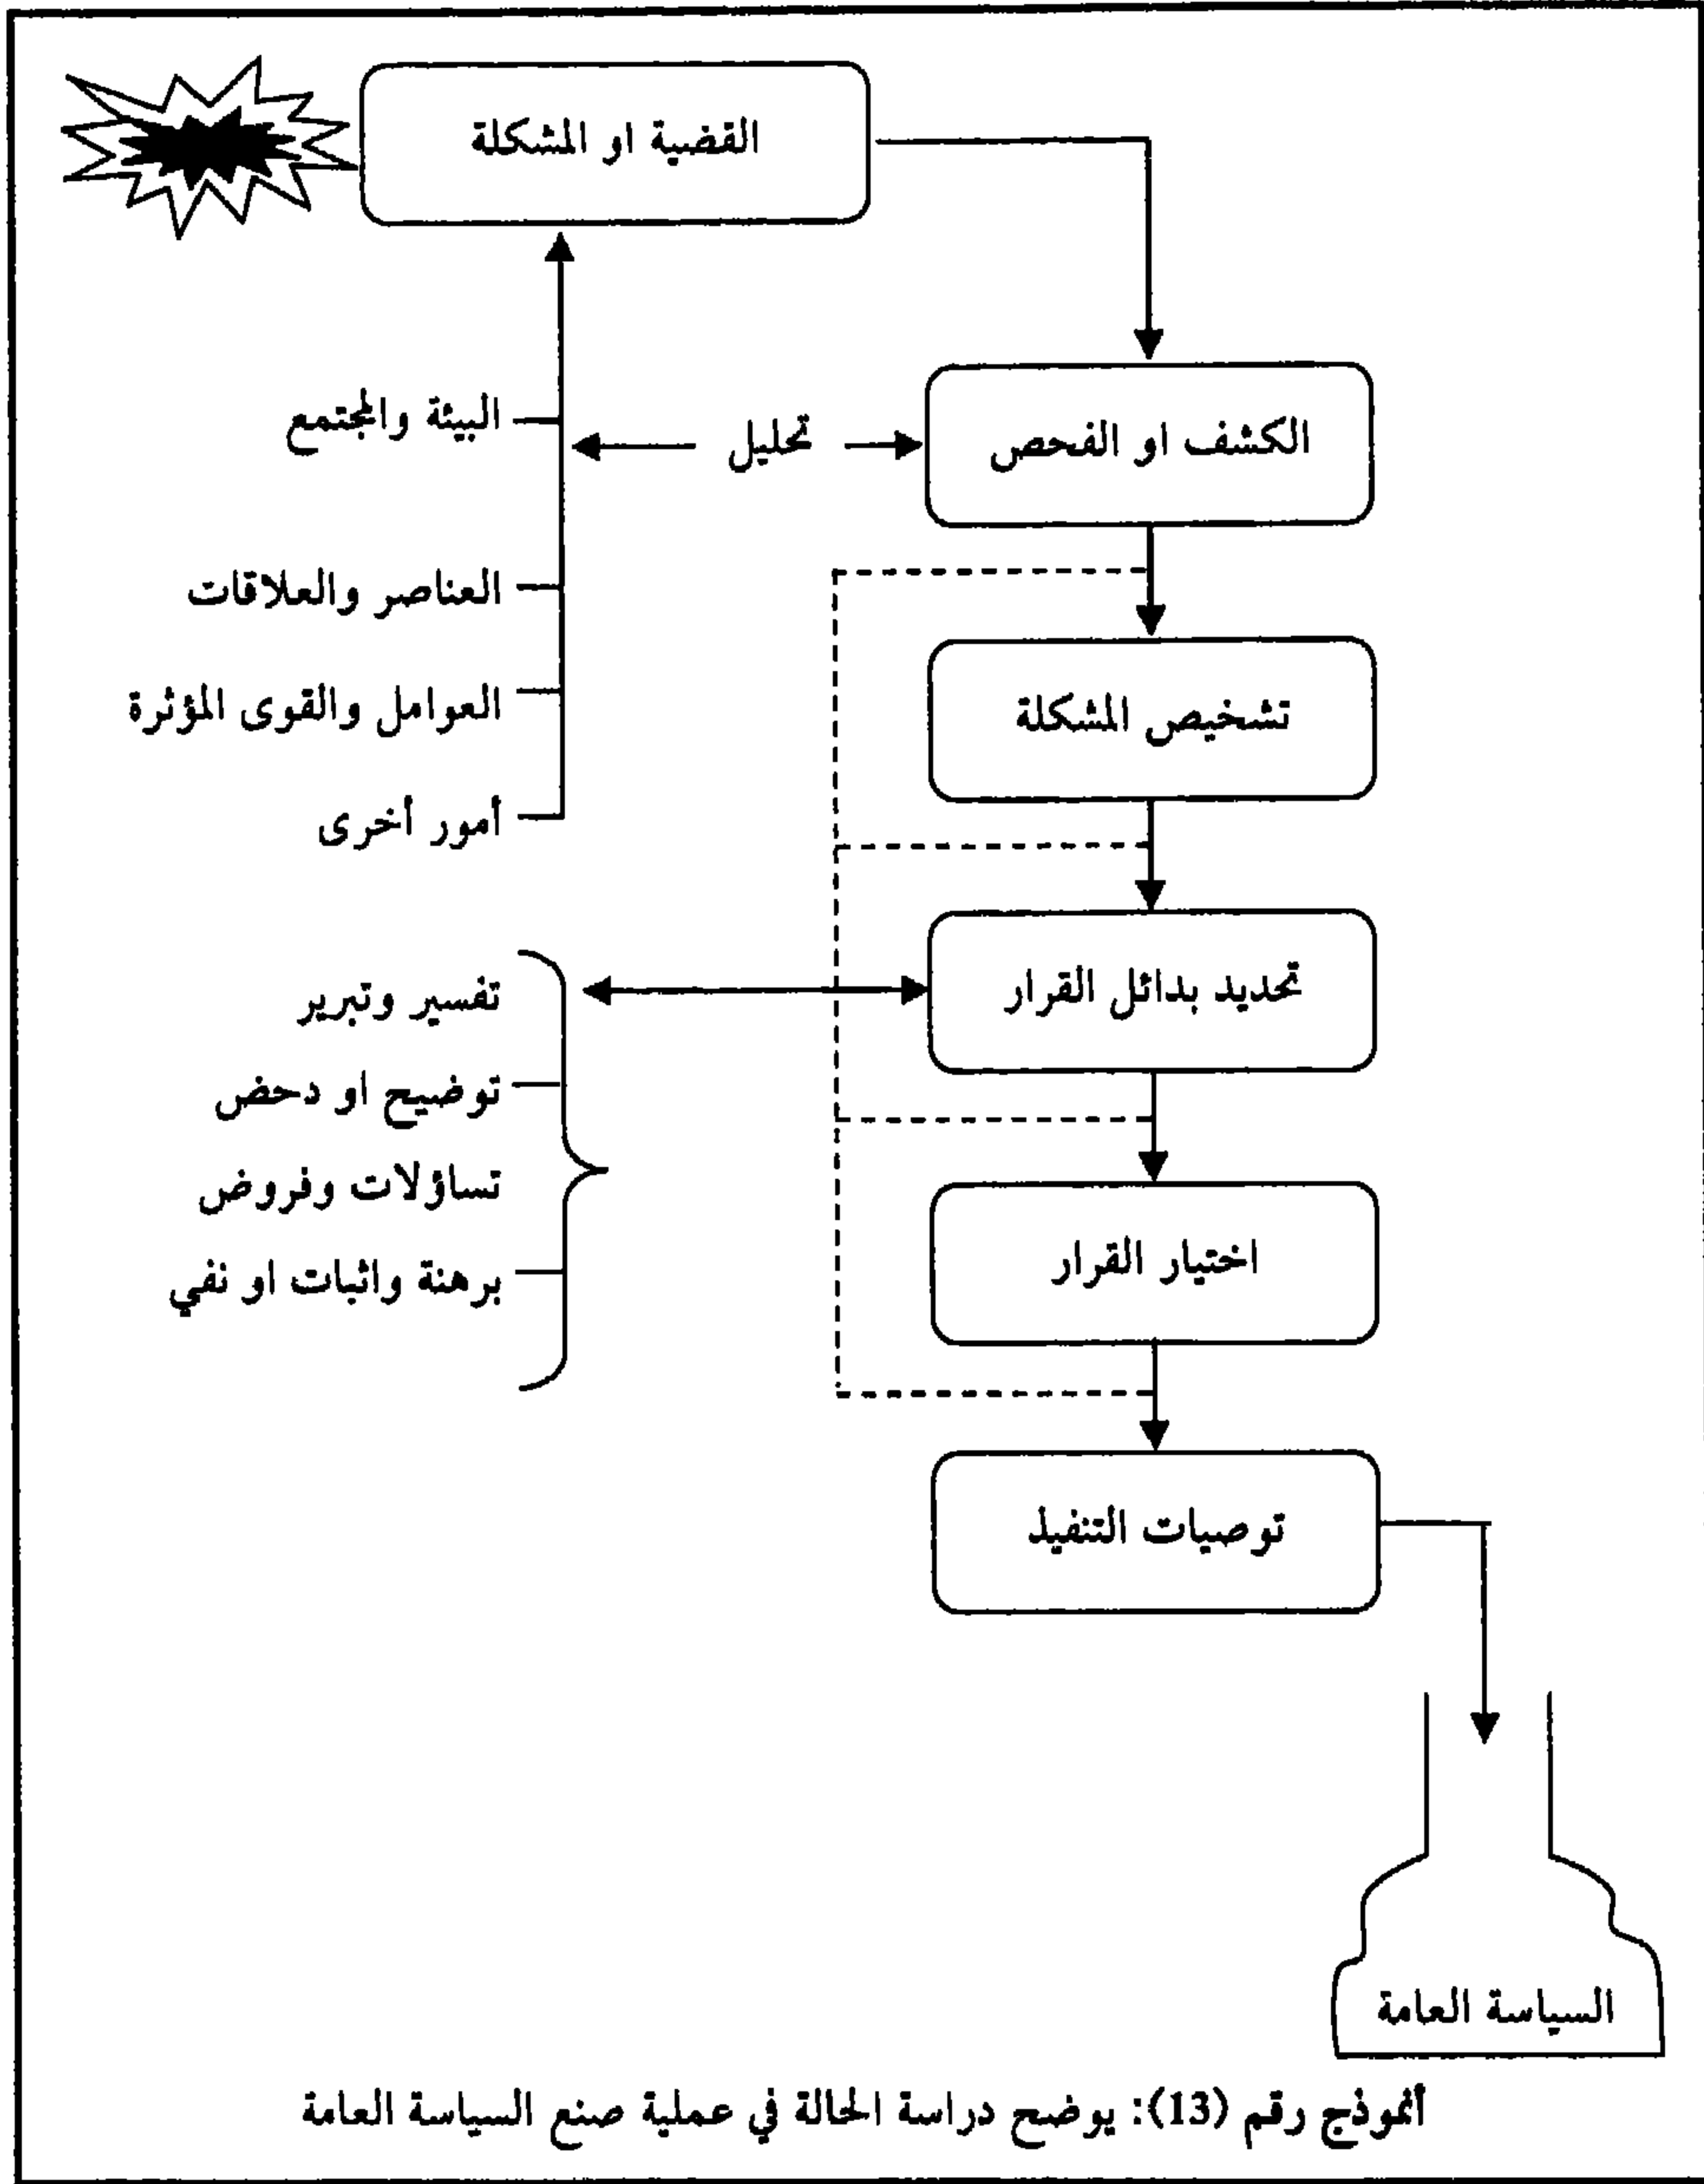 القضية او المشكلة
الكشف او الفحص
تحليل
البيئة والمجتمع
العناصر والعلاقات
العوامل والقوى المؤثرة
أمور أخرى
تشخيص المشكلة
تحديد بدائل القرار
تفسير وتبرير
توضيح او دحض
تساؤلات وفروض
برهنة واثبات او نفي
اختيار القرار
توصيات التنفيذ
السياسة العامة
أنموذج رقم (13): يوضح دراسة الحالة في عملية صنع السياسة العامة